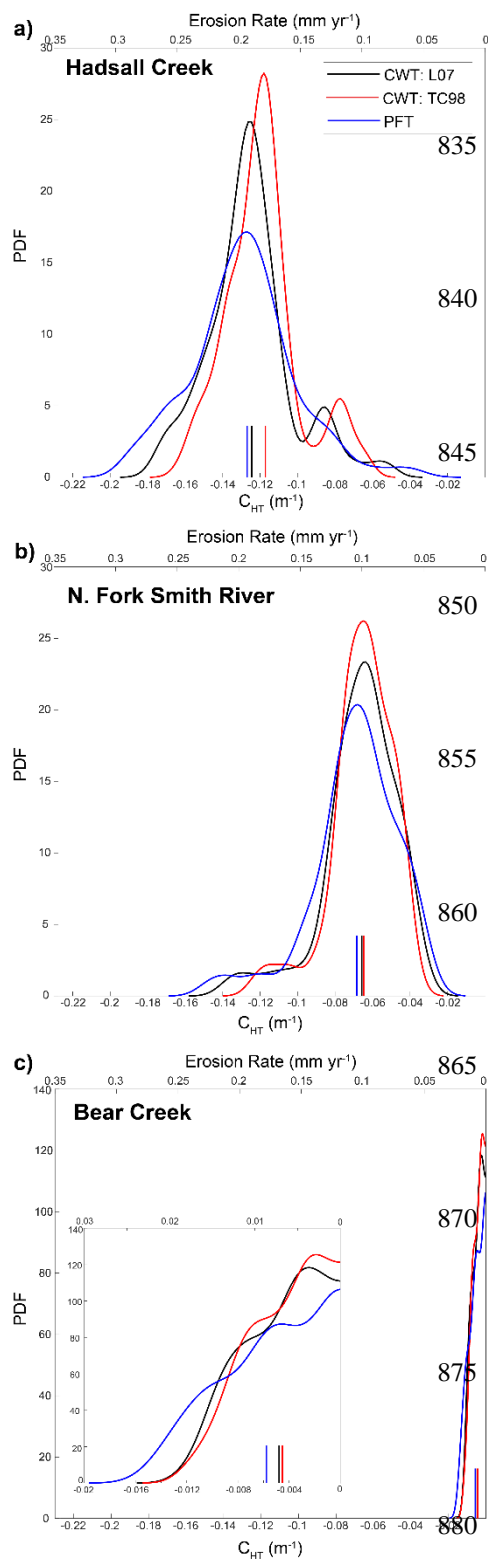 Erosion Rate (mm yr⁻¹)
a)
0.35 0.3 0.25 0.2 0.15 0.1 0.05 0
Hadsall Creek
CWT: L07
CWT: TC98
PFT
835
840
845
PDF
30
25
20
15
10
5
0
-0.22 -0.2 -0.18 -0.16 -0.14 -0.12 -0.1 -0.08 -0.06 -0.04 -0.02
C_HT (m⁻¹)
Erosion Rate (mm yr⁻¹)
b)
0.35 0.3 0.25 0.2 0.15 0.1 0.05 0
N. Fork Smith River
850
855
860
PDF
30
25
20
15
10
5
0
-0.22 -0.2 -0.18 -0.16 -0.14 -0.12 -0.1 -0.08 -0.06 -0.04 -0.02
C_HT (m⁻¹)
865
Erosion Rate (mm yr⁻¹)
c)
0.35 0.3 0.25 0.2 0.15 0.1 0.05 0
Bear Creek
870
875
880
PDF
140
120
100
80
60
40
20
0
0.03 0.02 0.01 0
140
120
100
80
60
40
20
0
-0.02 -0.016 -0.012 -0.008 -0.004 0
-0.22 -0.2 -0.18 -0.16 -0.14 -0.12 -0.1 -0.08 -0.06 -0.04 -0.02
C_HT (m⁻¹)